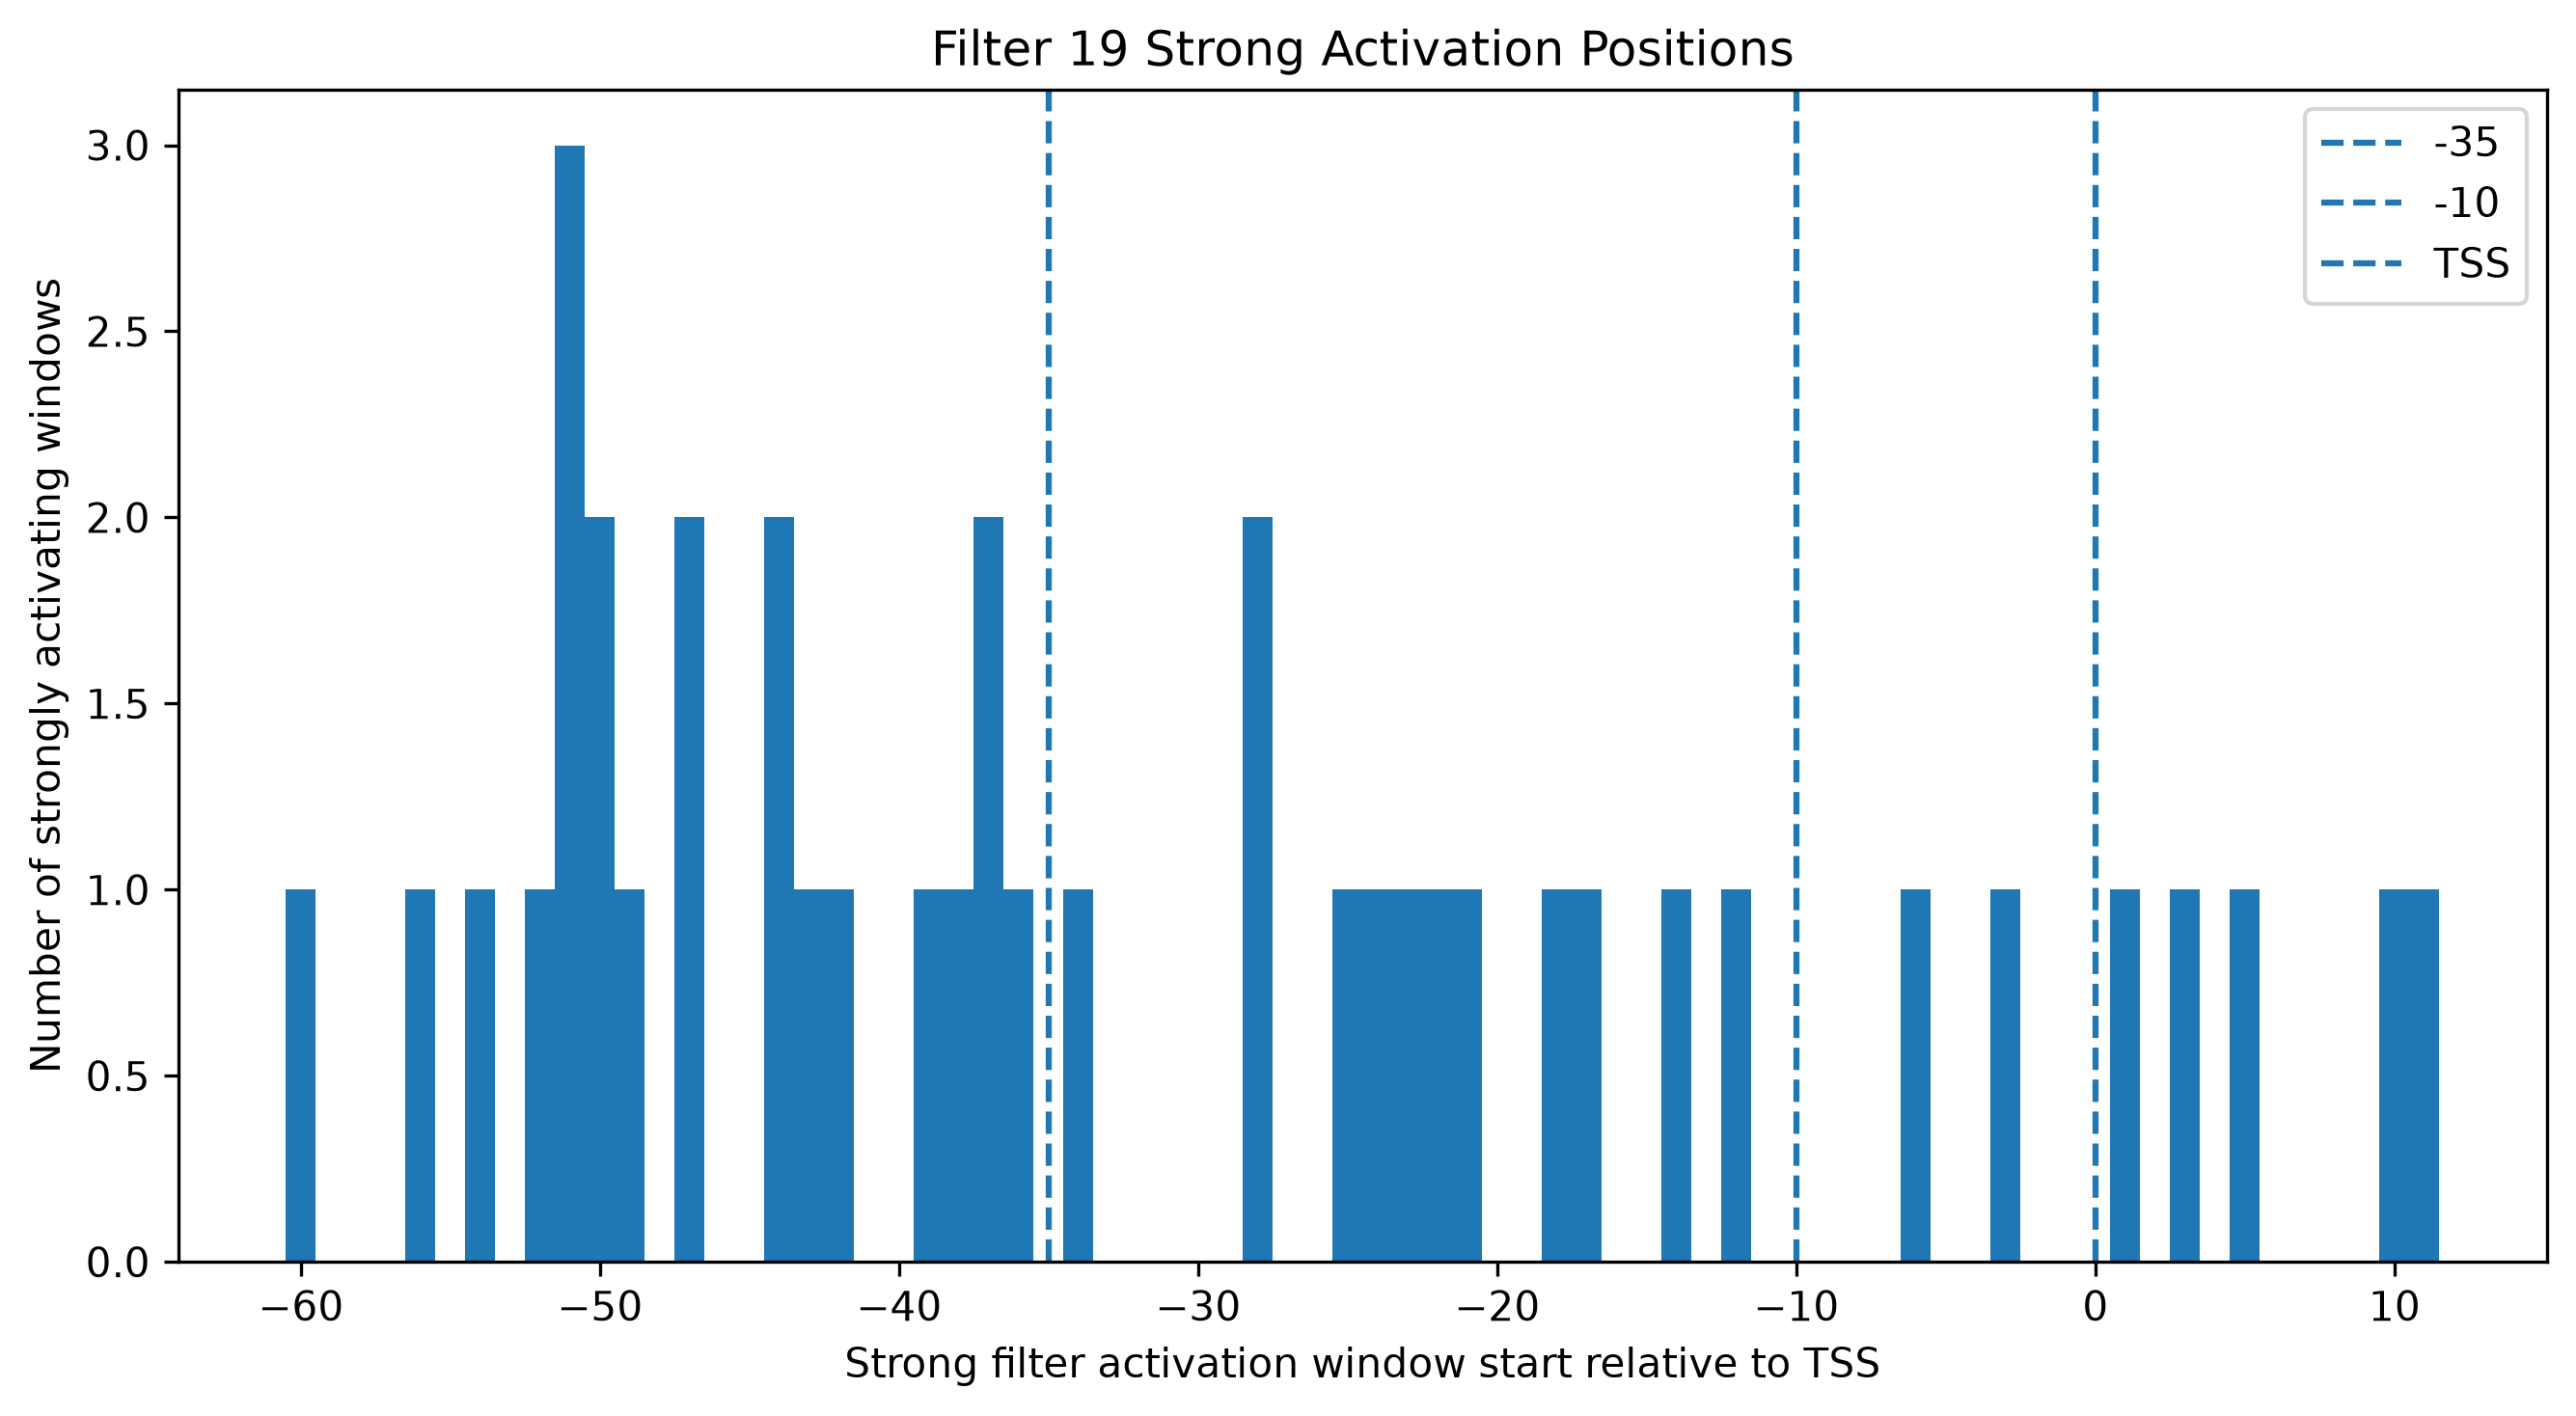 Filter 19 Strong Activation Positions
3.0
2.5
2.0
1.5
1.0
0.5
0.0
Number of strongly activating windows
-35
-10
TSS
−60 −50 −40 −30 −20 −10 0 10
Strong filter activation window start relative to TSS